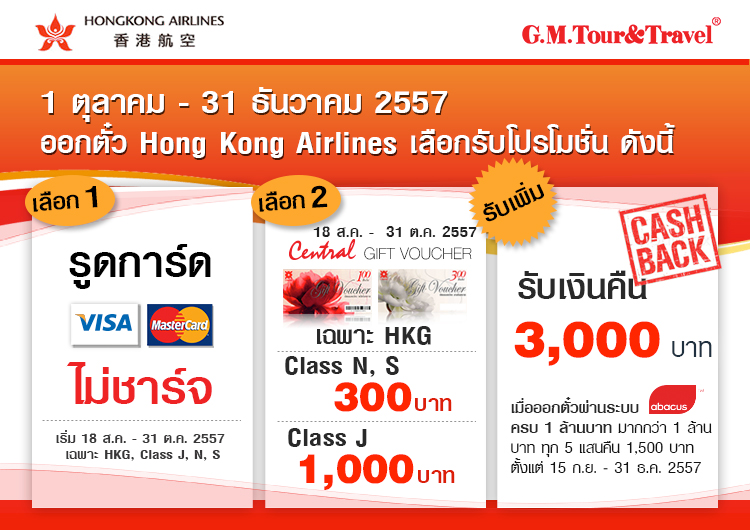 HONGKONG AIRLINES
香港航空
G.M.Tour&Travel®
1 ตุลาคม - 31 ธันวาคม 2557
ออกตั๋ว Hong Kong Airlines เลือกรับโปรโมชั่น ดังนี้
เลือก 1
รูดการ์ด
VISA
MasterCard
ไม่ชาร์จ
เริ่ม 18 ส.ค. - 31 ต.ค. 2557
เฉพาะ HKG, Class J, N, S
เลือก 2
18 ส.ค. - 31 ต.ค. 2557
Central GIFT VOUCHER
100
Gift Voucher
300
Gift Voucher
เฉพาะ HKG
Class N, S
300บาท
Class J
1,000บาท
รับเพิ่ม
CASH
BACK
รับเงินคืน
3,000 บาท
เมื่อออกตั๋วผ่านระบบ abacus
ครบ 1 ล้านบาท มากกว่า 1 ล้าน
บาท ทุก 5 แสนคืน 1,500 บาท
ตั้งแต่ 15 ก.ย. - 31 ธ.ค. 2557